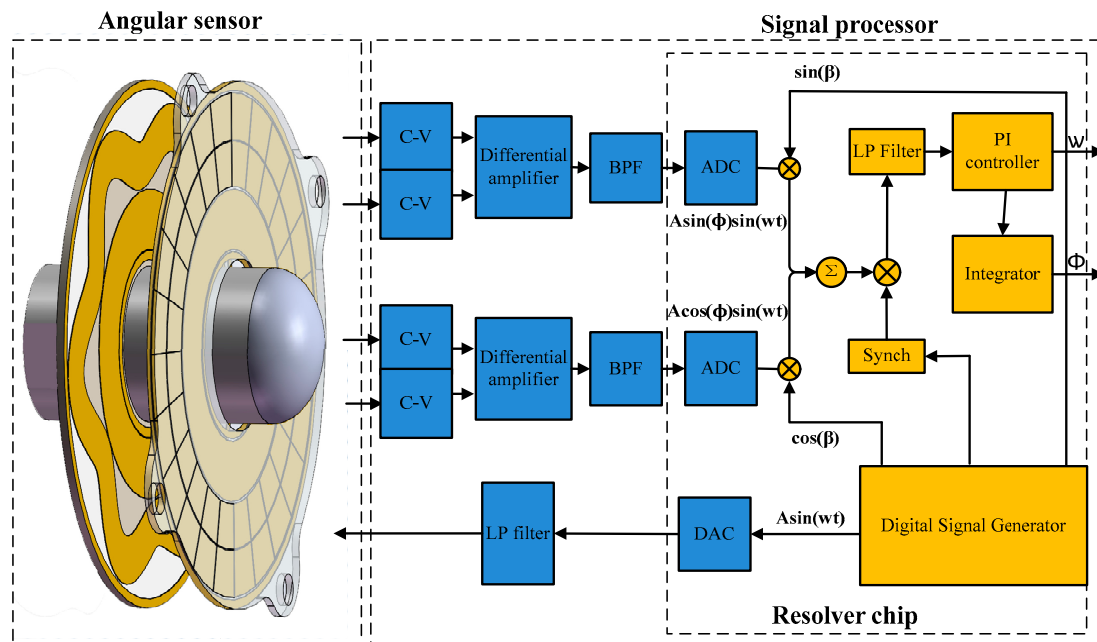 Angular sensor
Signal processor
sin(β)
C-V
C-V
Differential
amplifier
BPF
ADC
LP Filter
PI
controller
w
Asin(ϕ)sin(wt)
Integrator
Φ
Σ
Acos(ϕ)sin(wt)
C-V
C-V
Differential
amplifier
BPF
ADC
Synch
cos(β)
LP filter
DAC
Asin(wt)
Digital Signal Generator
Resolver chip